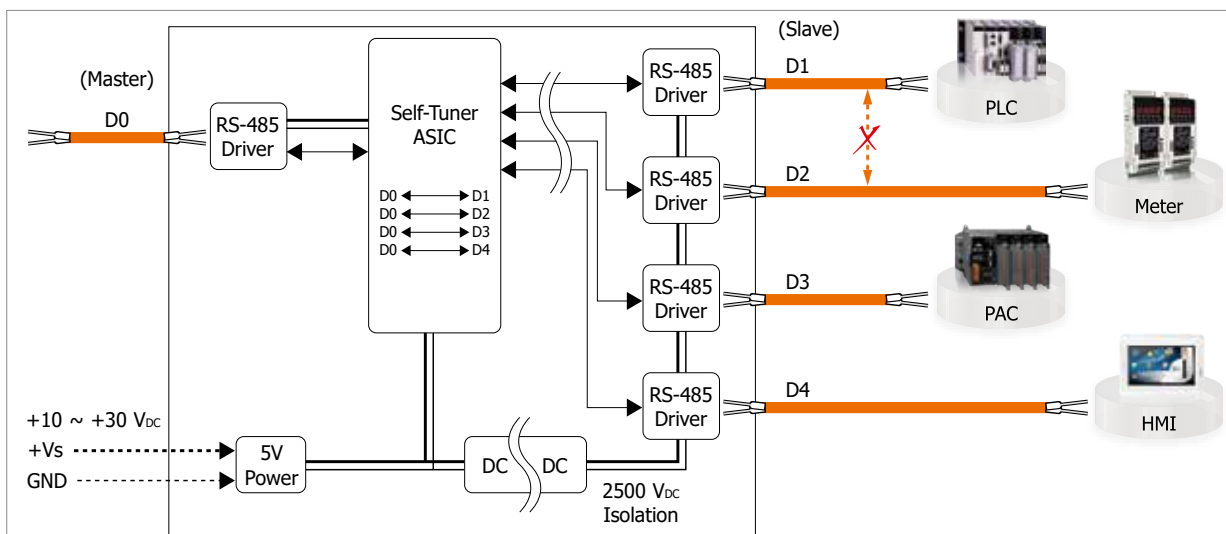 (Master)
D0
RS-485
Driver
Self-Tuner
ASIC
D0 D1
D0 D2
D0 D3
D0 D4
+10 ~ +30 VDC
+Vs
GND
5V
Power
DC DC
2500 VDC
Isolation
RS-485
Driver
RS-485
Driver
RS-485
Driver
RS-485
Driver
(Slave)
D1
PLC
D2
Meter
D3
PAC
D4
HMI